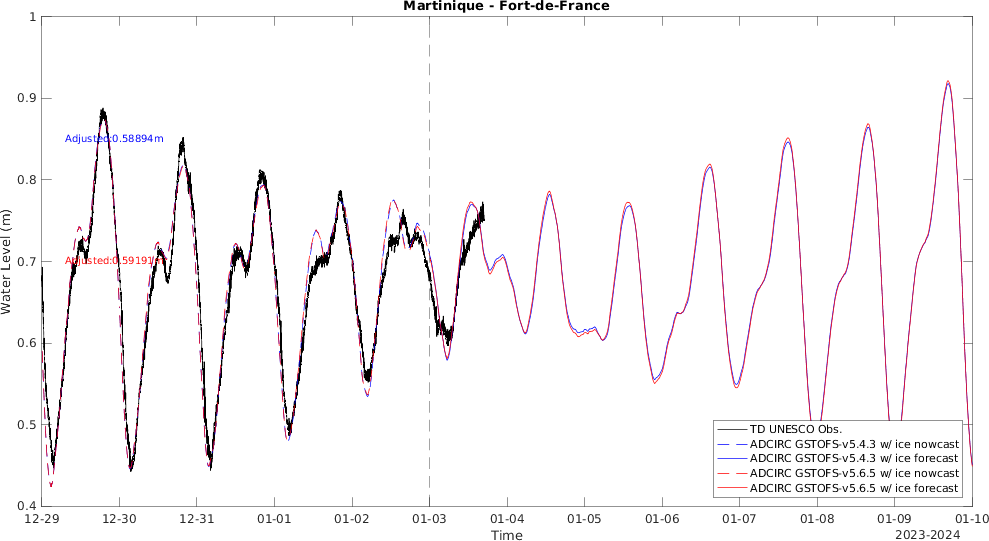 Martinique - Fort-de-France
1
0.9
0.8
0.7
0.6
0.5
0.4
Water Level (m)
Adjusted:0.58894m
Adjusted:0.59191m
12-29
12-30
12-31
01-01
01-02
01-03
01-04
01-05
01-06
01-07
01-08
01-09
01-10
Time
2023-2024
TD UNESCO Obs.
ADCIRC GSTOFS-v5.4.3 w/ ice nowcast
ADCIRC GSTOFS-v5.4.3 w/ ice forecast
ADCIRC GSTOFS-v5.6.5 w/ ice nowcast
ADCIRC GSTOFS-v5.6.5 w/ ice forecast